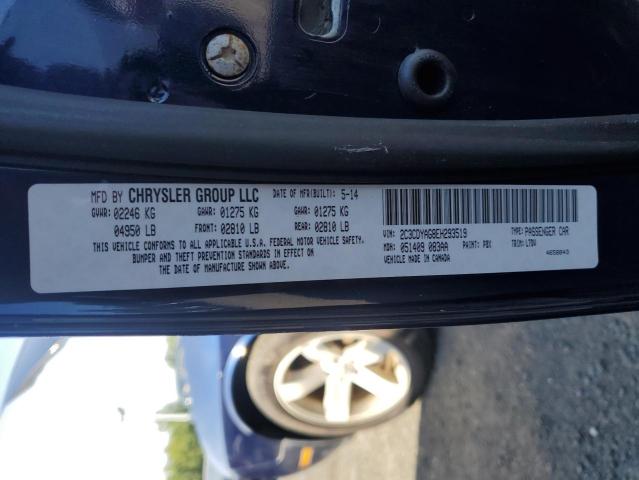 MFD BY CHRYSLER GROUP LLC DATE OF MFR(BUILT): 5-14
GVWR: 02246 KG GAWR: 01275 KG GAWR: 01275 KG
04950 LB FRONT: 02810 LB REAR: 02810 LB
THIS VEHICLE CONFORMS TO ALL APPLICABLE U.S.A. FEDERAL MOTOR VEHICLE SAFETY,
BUMPER AND THEFT PREVENTION STANDARDS IN EFFECT ON
THE DATE OF MANUFACTURE SHOWN ABOVE.
VIN: 2C3CDYAG8EH293519 TYPE: PASSENGER CAR
MDH: 051409 083AA PAINT: PBX TRIM: LTDV
VEHICLE MADE IN CANADA